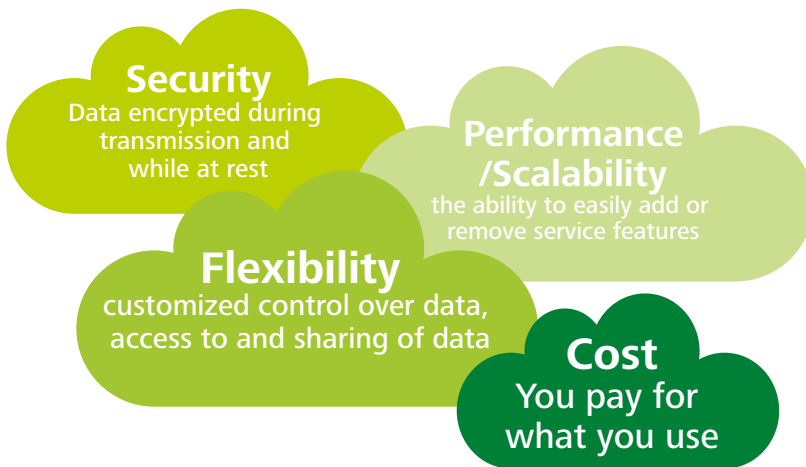 Security
Data encrypted during
transmission and
while at rest
Performance
/Scalability
the ability to easily add or
remove service features
Flexibility
customized control over data,
access to and sharing of data
Cost
You pay for
what you use